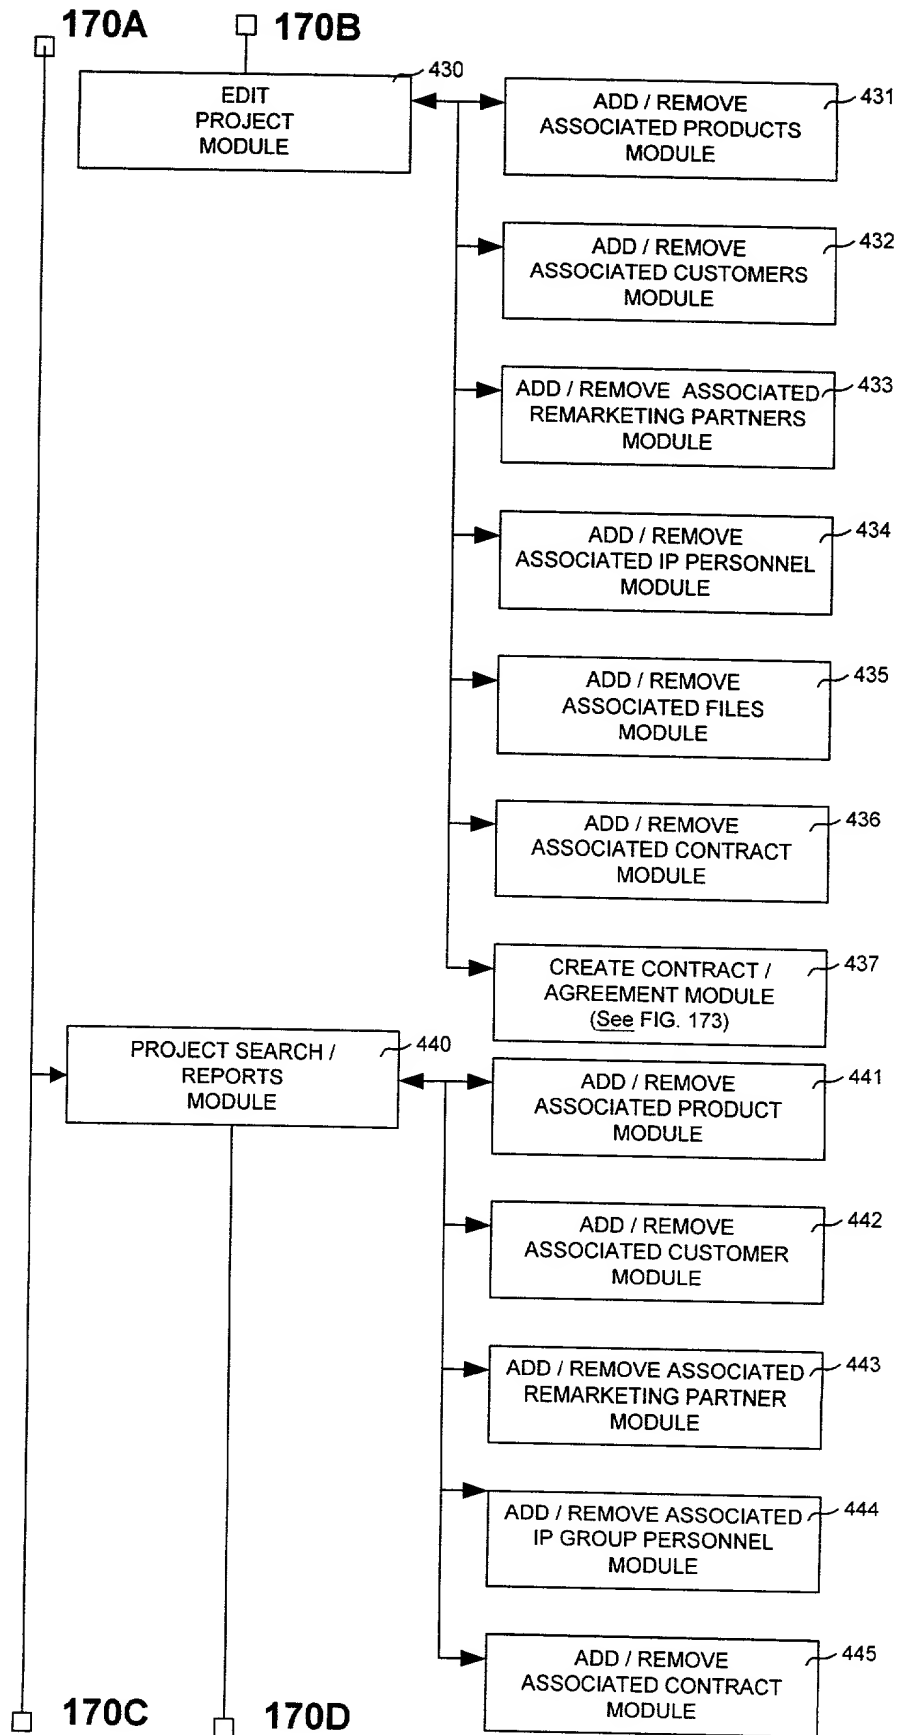 170A
170B
430
EDIT
PROJECT
MODULE
431
ADD / REMOVE
ASSOCIATED PRODUCTS
MODULE
432
ADD / REMOVE
ASSOCIATED CUSTOMERS
MODULE
433
ADD / REMOVE ASSOCIATED
REMARKETING PARTNERS
MODULE
434
ADD / REMOVE
ASSOCIATED IP PERSONNEL
MODULE
435
ADD / REMOVE
ASSOCIATED FILES
MODULE
436
ADD / REMOVE
ASSOCIATED CONTRACT
MODULE
437
CREATE CONTRACT /
AGREEMENT MODULE
(See FIG. 173)
440
PROJECT SEARCH /
REPORTS
MODULE
441
ADD / REMOVE
ASSOCIATED PRODUCT
MODULE
442
ADD / REMOVE
ASSOCIATED CUSTOMER
MODULE
443
ADD / REMOVE ASSOCIATED
REMARKETING PARTNER
MODULE
444
ADD / REMOVE ASSOCIATED
IP GROUP PERSONNEL
MODULE
445
ADD / REMOVE
ASSOCIATED CONTRACT
MODULE
170C
170D